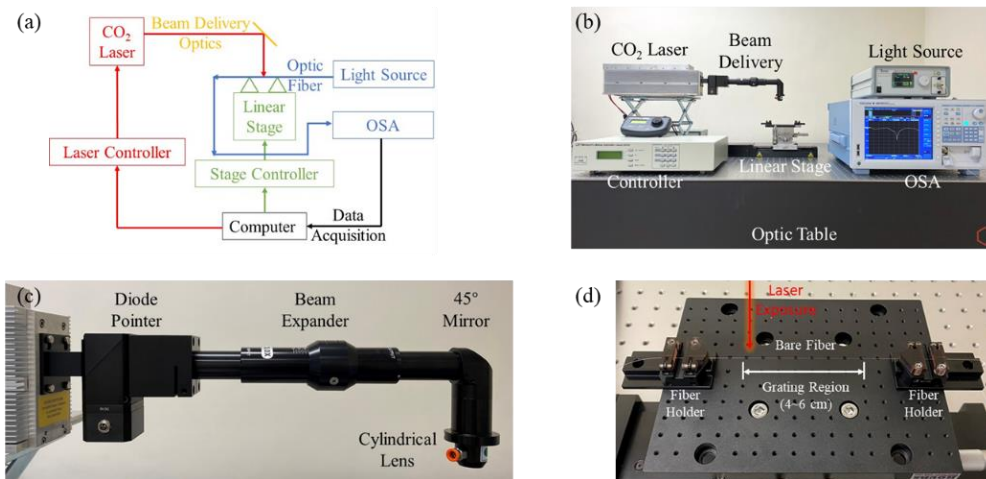 (a)
CO₂
Laser
Beam Delivery
Optics
Optic
Fiber
Light Source
Linear
Stage
OSA
Laser Controller
Stage Controller
Computer
Data
Acquisition
(b)
CO₂ Laser
Beam
Delivery
Light Source
Controller
Linear Stage
OSA
Optic Table
(c)
Diode
Pointer
Beam
Expander
45°
Mirror
Cylindrical
Lens
(d)
Laser
Exposure
Bare Fiber
Grating Region
(4~6 cm)
Fiber
Holder
Fiber
Holder